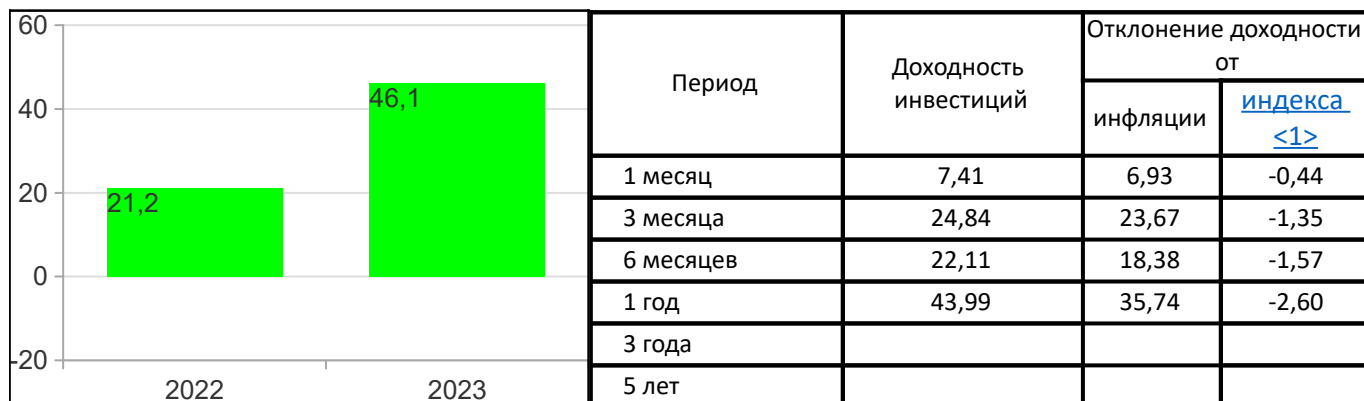 60
40
20
0
-20
21,2
46,1
2022
2023
Период
Доходность
инвестиций
Отклонение доходности
от
инфляции
индекса
<1>
1 месяц 7,41 6,93 -0,44
3 месяца 24,84 23,67 -1,35
6 месяцев 22,11 18,38 -1,57
1 год 43,99 35,74 -2,60
3 года
5 лет